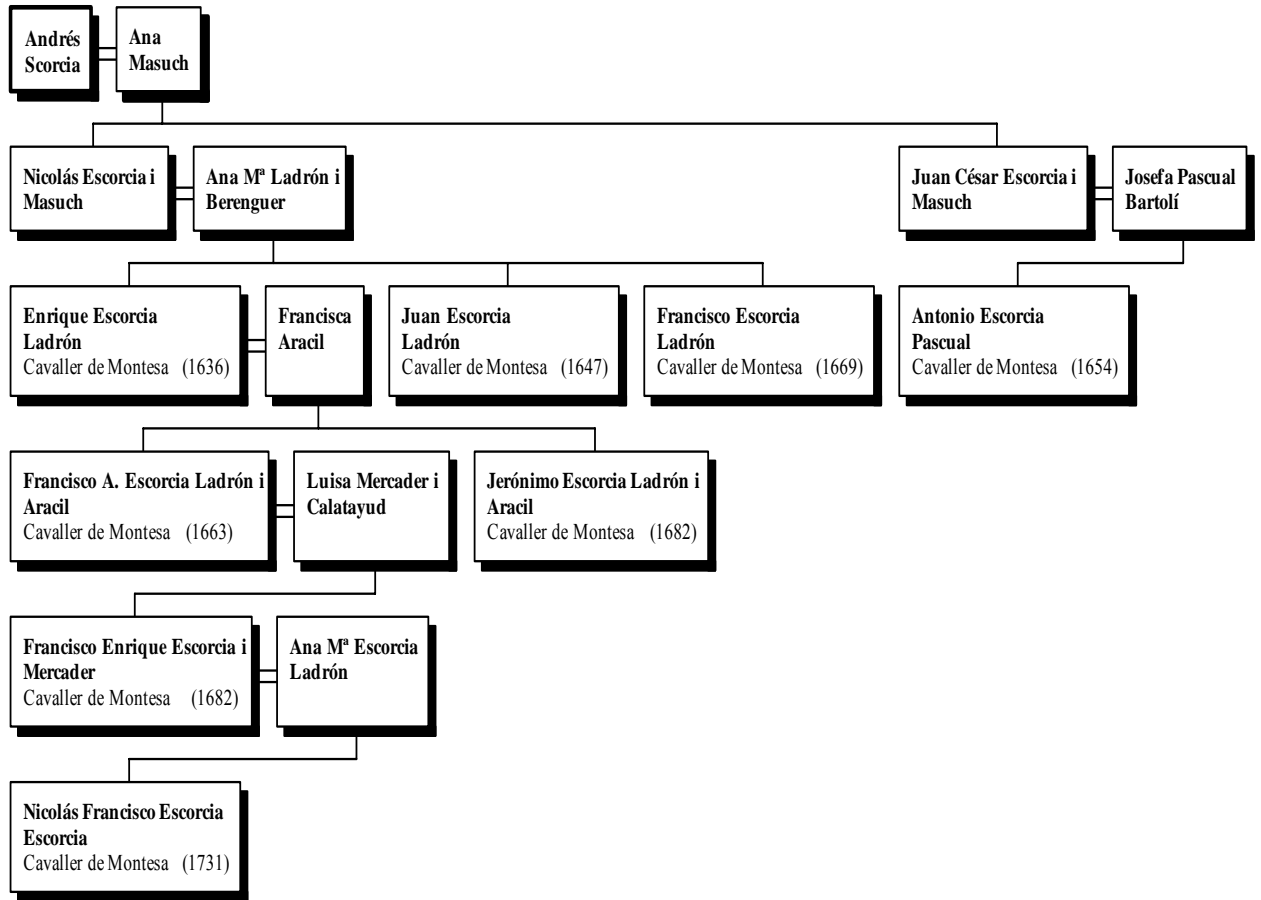 Andrés
Scorcia
Ana
Masuch
Nicolás Escorcia i
Masuch
Ana Mª Ladrón i
Berenguer
Juan César Escorcia i
Masuch
Josefa Pascual
Bartolí
Enrique Escorcia
Ladrón
Cavaller de Montesa (1636)
Francisca
Aracil
Juan Escorcia
Ladrón
Cavaller de Montesa (1647)
Francisco Escorcia
Ladrón
Cavaller de Montesa (1669)
Antonio Escorcia
Pascual
Cavaller de Montesa (1654)
Francisco A. Escorcia Ladrón i
Aracil
Cavaller de Montesa (1663)
Luisa Mercader i
Calatayud
Jerónimo Escorcia Ladrón i
Aracil
Cavaller de Montesa (1682)
Francisco Enrique Escorcia i
Mercader
Cavaller de Montesa (1682)
Ana Mª Escorcia
Ladrón
Nicolás Francisco Escorcia
Escorcia
Cavaller de Montesa (1731)